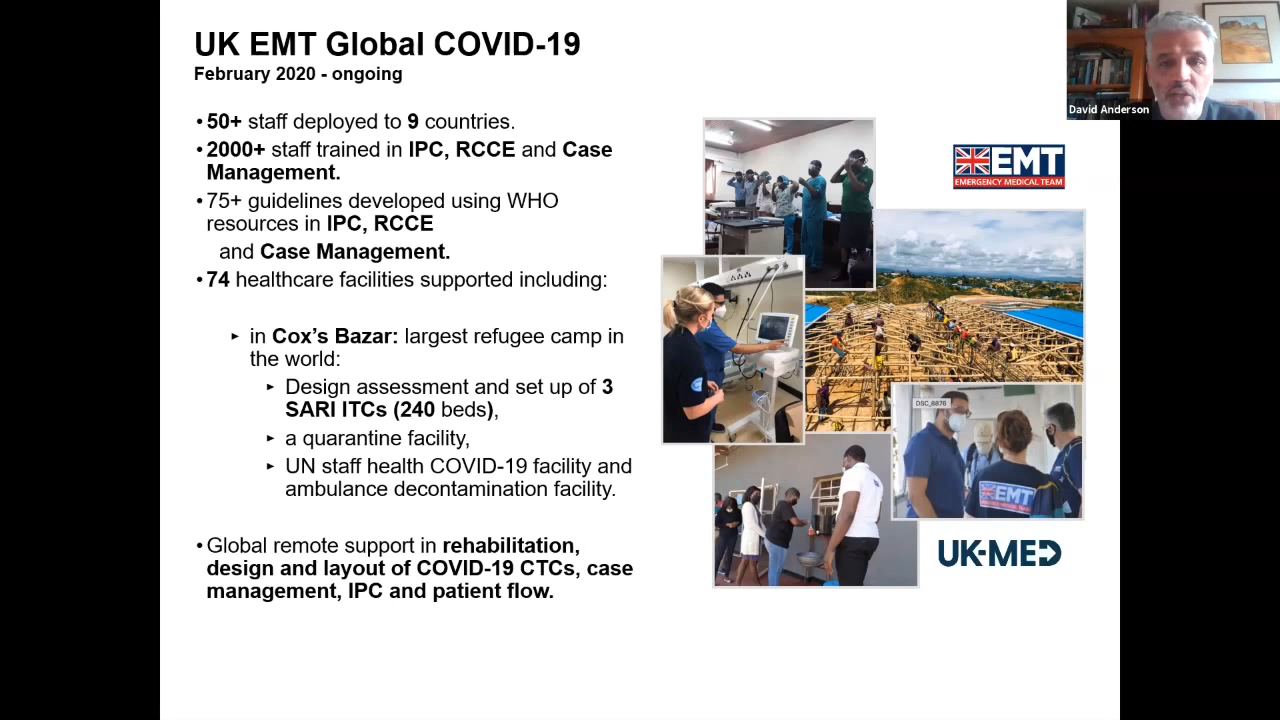 UK EMT Global COVID-19
February 2020 - ongoing
• 50+ staff deployed to 9 countries.
• 2000+ staff trained in IPC, RCCE and Case
Management.
• 75+ guidelines developed using WHO
resources in IPC, RCCE
and Case Management.
• 74 healthcare facilities supported including:
▸ in Cox's Bazar: largest refugee camp in
the world:
▸ Design assessment and set up of 3
SARI ITCs (240 beds),
▸ a quarantine facility,
▸ UN staff health COVID-19 facility and
ambulance decontamination facility.
• Global remote support in rehabilitation,
design and layout of COVID-19 CTCs, case
management, IPC and patient flow.
David Anderson
EMT
EMERGENCY MEDICAL TEAM
DSC_8876
EMT
UK-MED